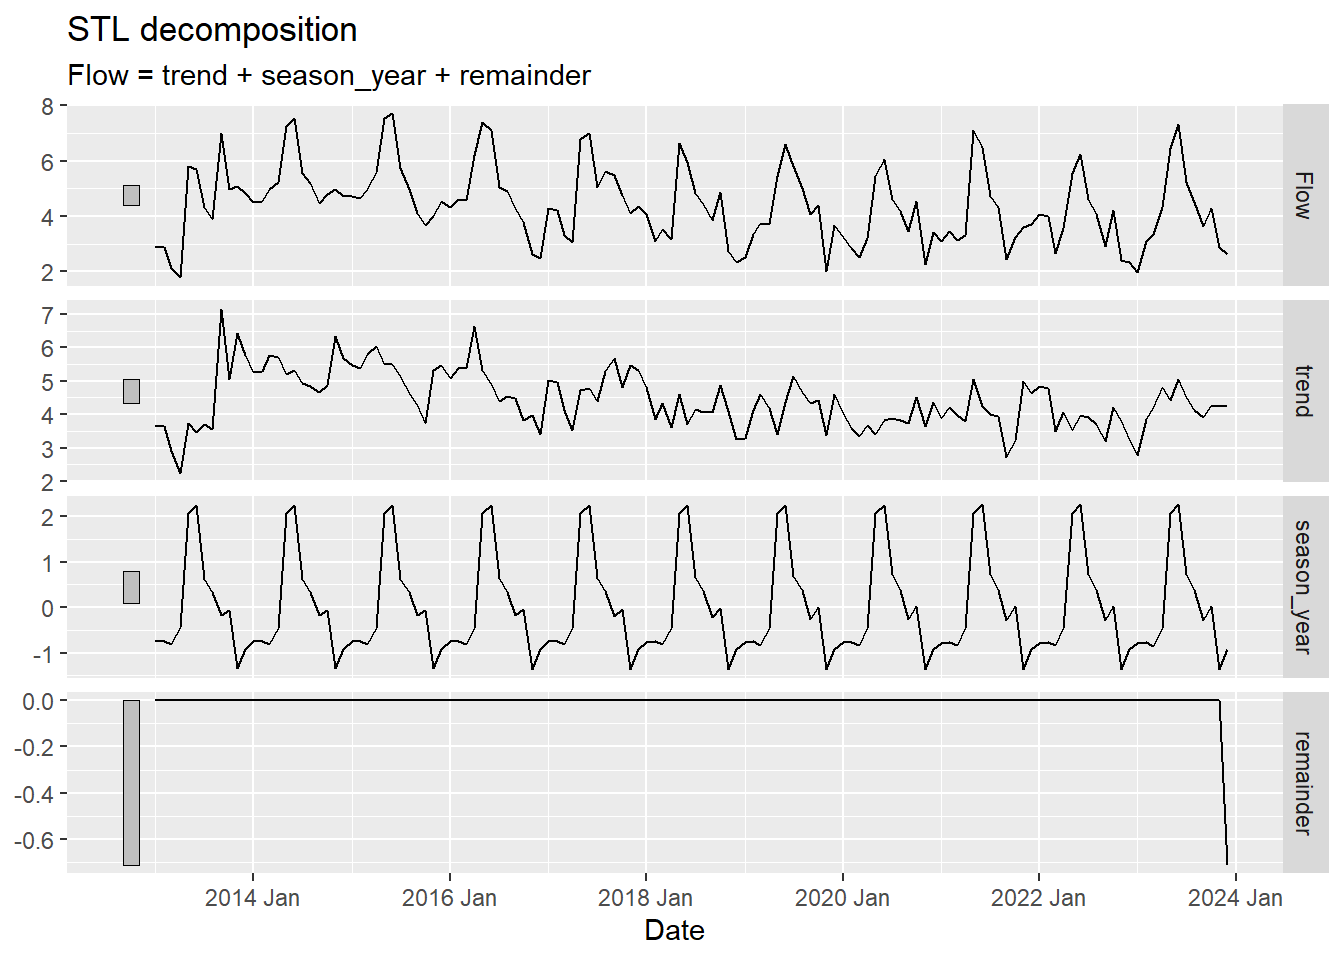 STL decomposition
Flow = trend + season_year + remainder
8
6
4
2
Flow
7
6
5
4
3
2
trend
2
1
0
-1
season_year
0.0
-0.2
-0.4
-0.6
remainder
2014 Jan 2016 Jan 2018 Jan 2020 Jan 2022 Jan 2024 Jan
Date